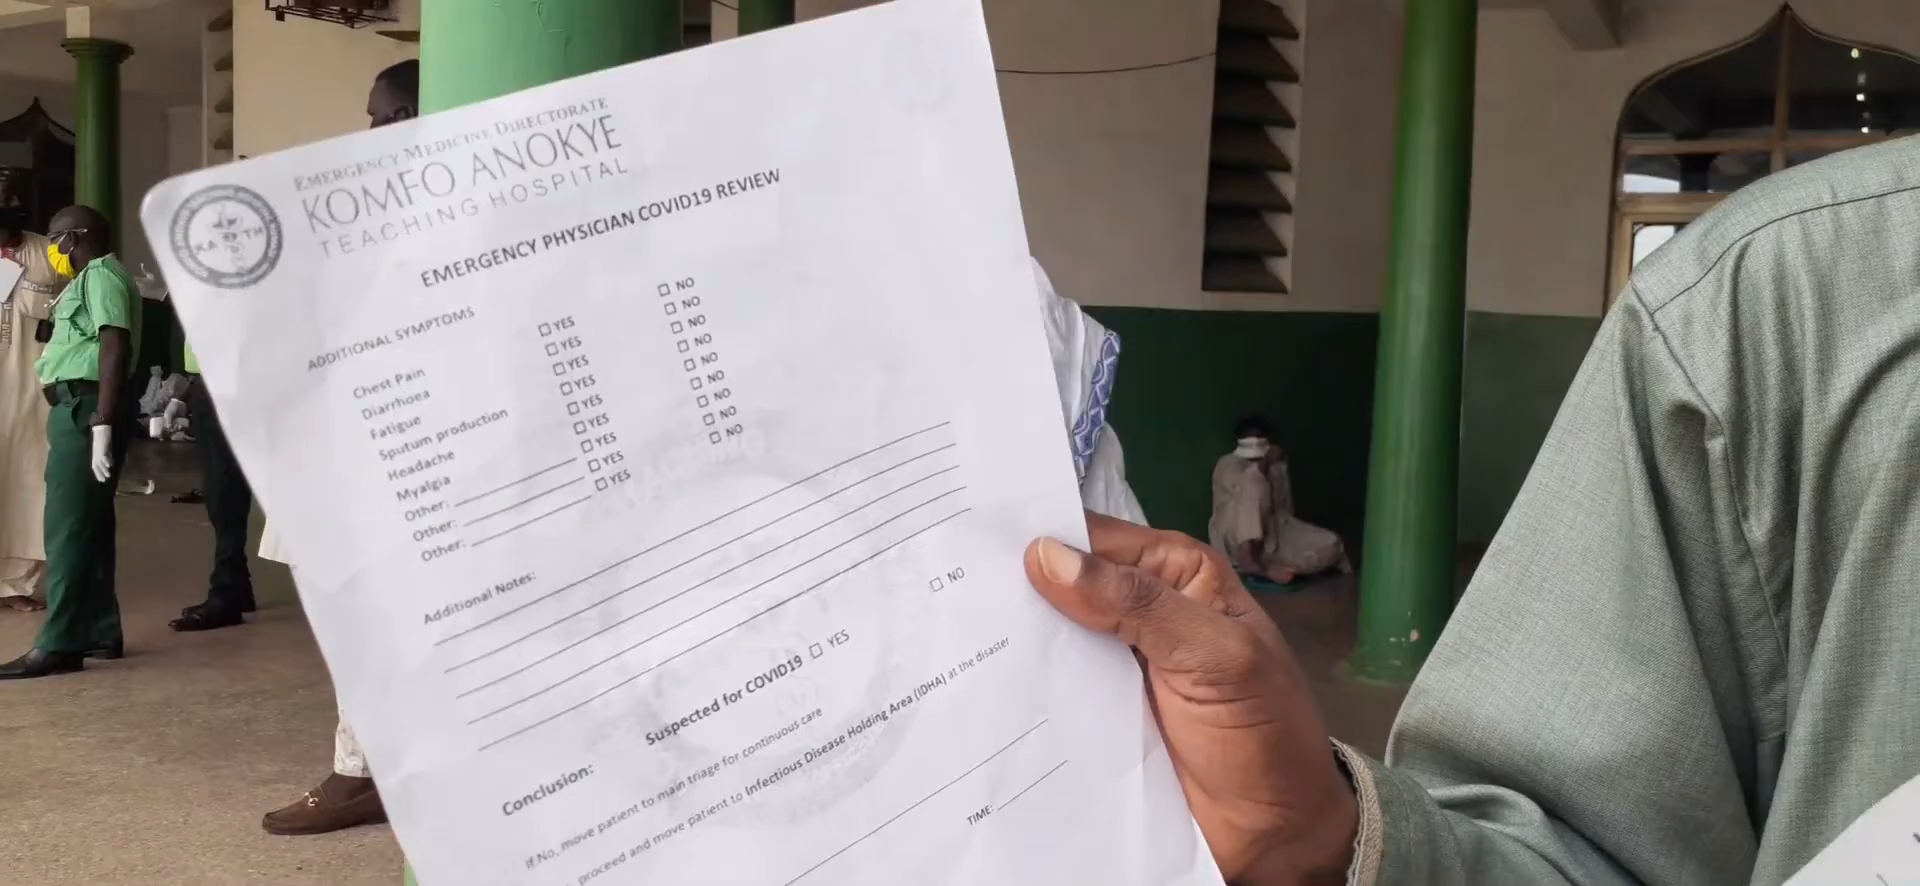 EMERGENCY MEDICINE DIRECTORATE
KOMFO ANOKYE
TEACHING HOSPITAL
EMERGENCY PHYSICIAN COVID19 REVIEW
ADDITIONAL SYMPTOMS
Chest Pain ☐ YES ☐ NO
Diarrhoea ☐ YES ☐ NO
Fatigue ☐ YES ☐ NO
Sputum production ☐ YES ☐ NO
Headache ☐ YES ☐ NO
Myalgia ☐ YES ☐ NO
Other: ☐ YES ☐ NO
Other: ☐ YES ☐ NO
Other: ☐ YES ☐ NO
Additional Notes:
Conclusion: Suspected for COVID19 ☐ YES ☐ NO
If No, move patient to main triage for continuous care
proceed and move patient to Infectious Disease Holding Area (IDHA) at the disaster
TIME: